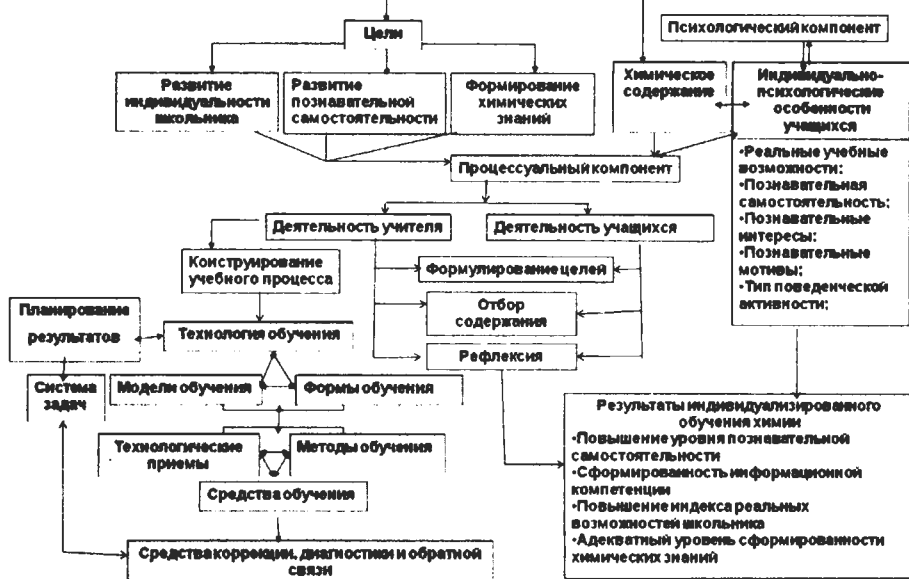 Психологический компонент
Цели
Развитие
индивидуальности
школьника
Развитие
познавательной
самостоятельности
Формирование
химических
знаний
Химическое
содержание
Индивидуально-
психологические
особенности
учащихся
•Реальные учебные
возможности;
•Познавательная
самостоятельность;
•Познавательные
интересы;
•Познавательные
мотивы;
•Тип поведенческой
активности;
Процессуальный компонент
Деятельность учителя
Деятельность учащихся
Конструирование
учебного процесса
Формулирование целей
Отбор
содержания
Рефлексия
Планирование
результатов
Технология обучения
Система
задач
Модели обучения
Формы обучения
Технологические
приемы
Методы обучения
Средства обучения
Средства коррекции, диагностики и обратной
связи
Результаты индивидуализированного
обучения химии
•Повышение уровня познавательной
самостоятельности
•Сформированность информационной
компетенции
•Повышение индекса реальных
возможностей школьника
•Адекватный уровень сформированности
химических знаний